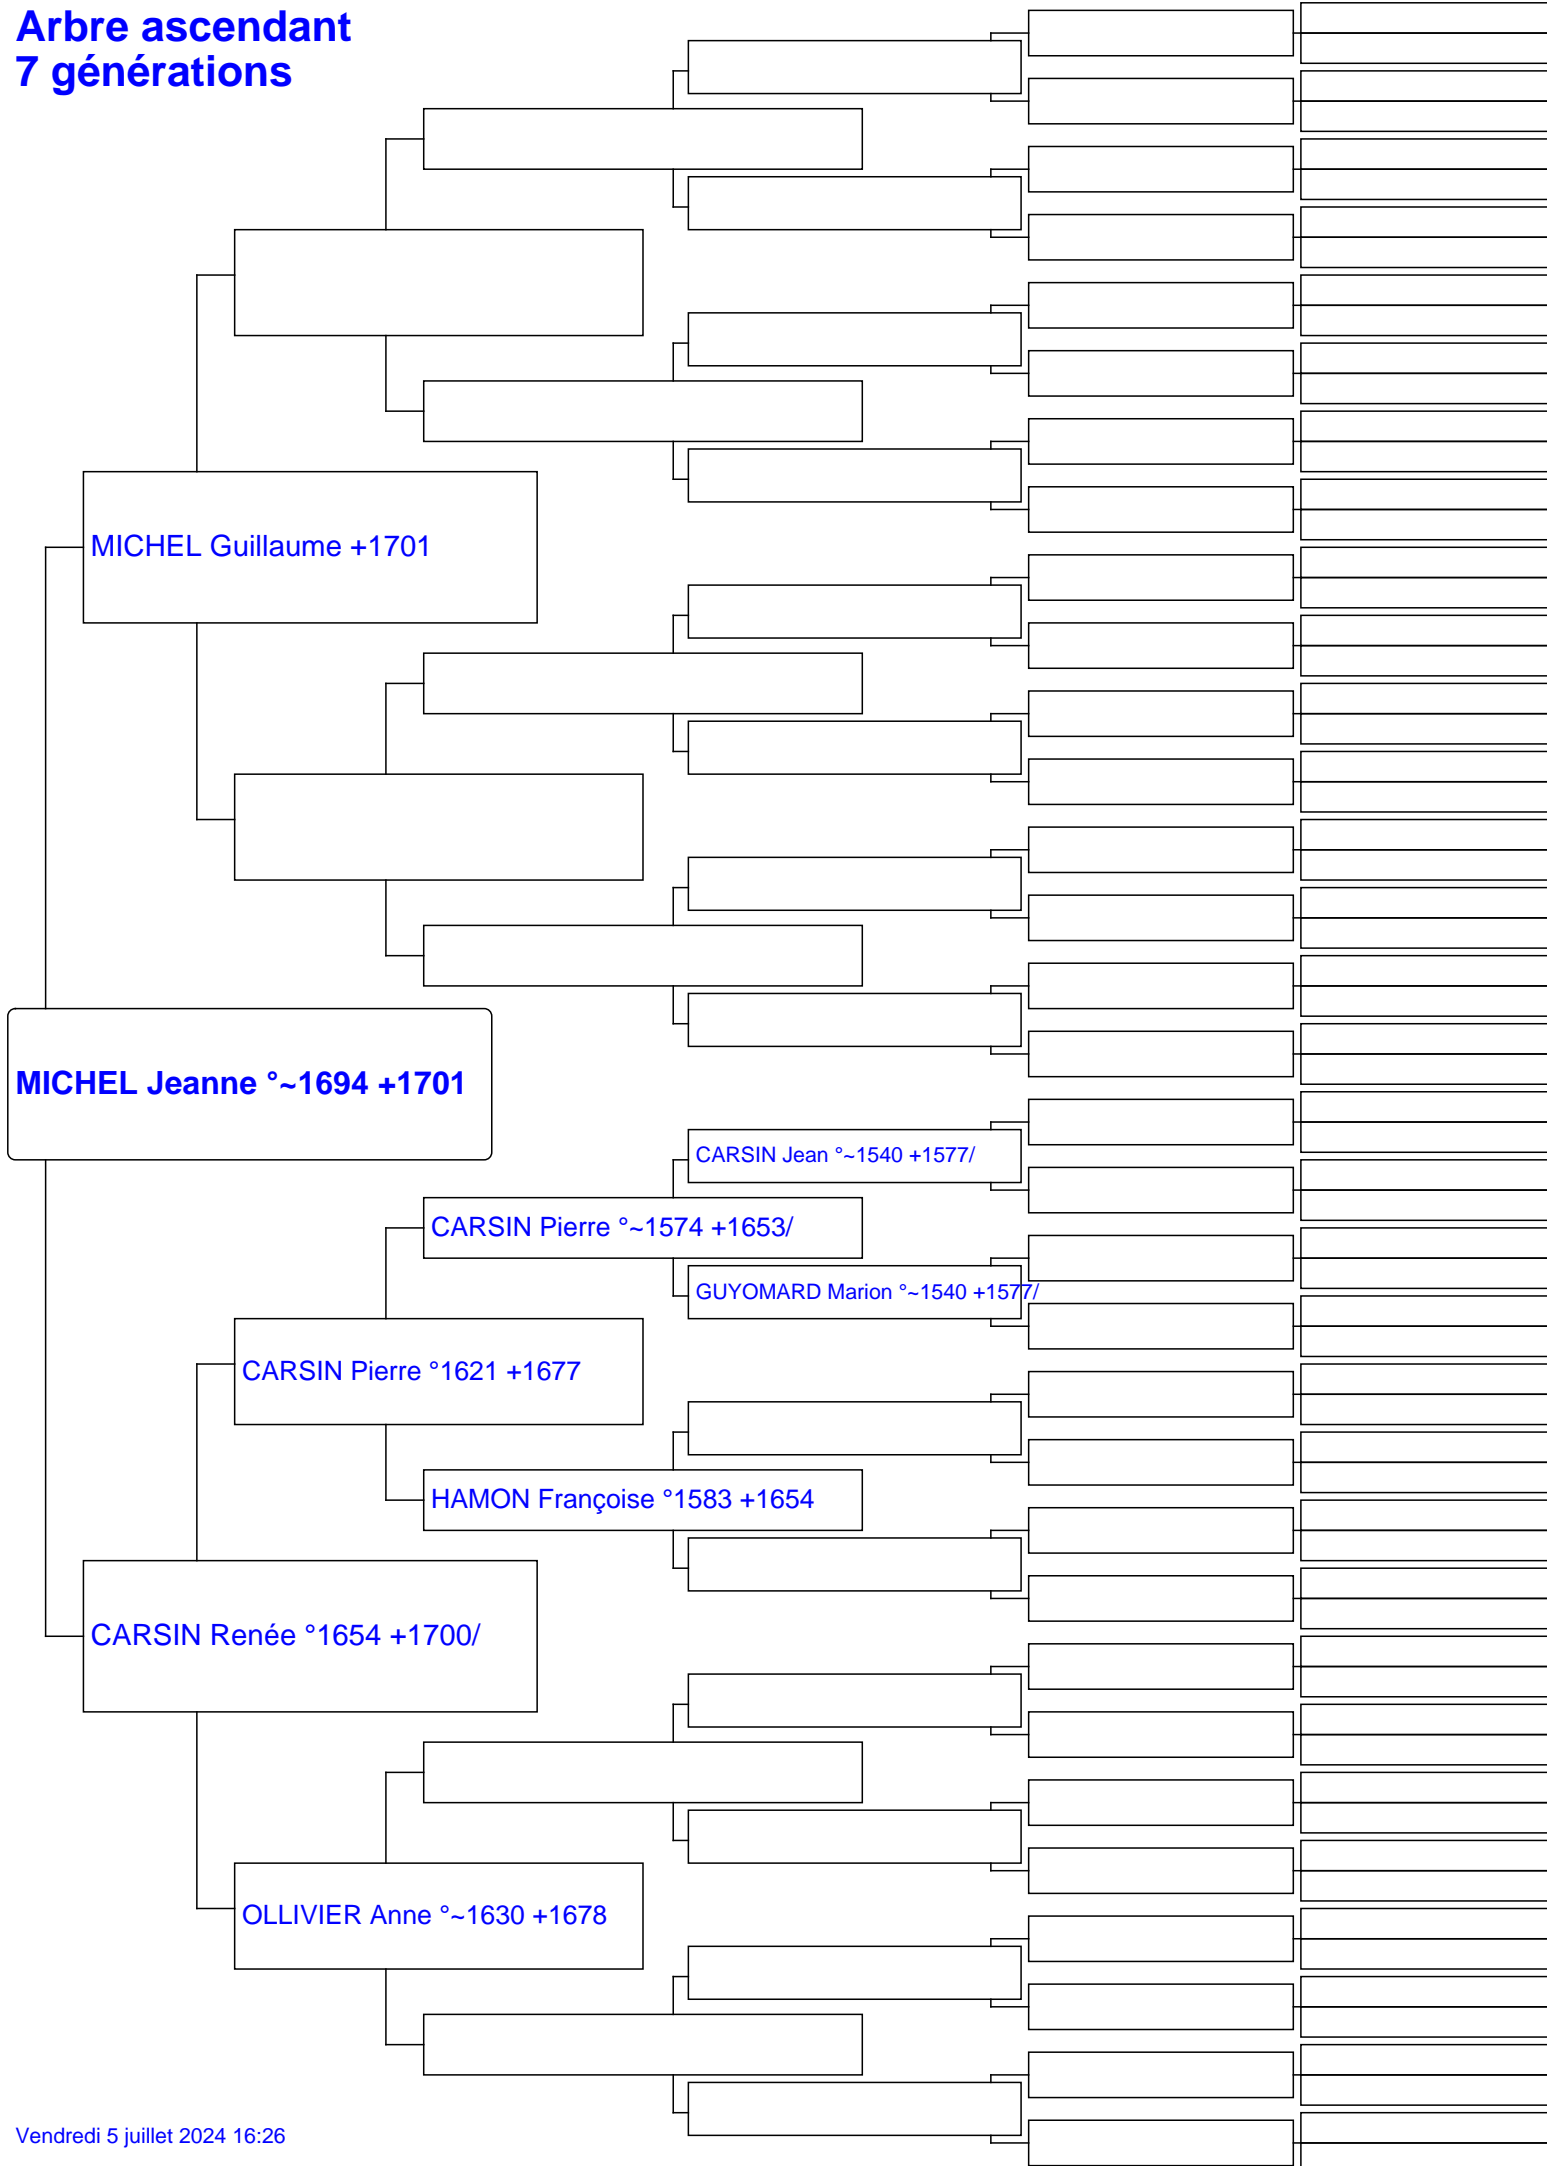 Arbre ascendant
7 générations
MICHEL Guillaume +1701
MICHEL Jeanne °~1694 +1701
CARSIN Jean °~1540 +1577/
CARSIN Pierre °~1574 +1653/
GUYOMARD Marion °~1540 +1577/
CARSIN Pierre °1621 +1677
HAMON Françoise °1583 +1654
CARSIN Renée °1654 +1700/
OLLIVIER Anne °~1630 +1678
Vendredi 5 juillet 2024 16:26